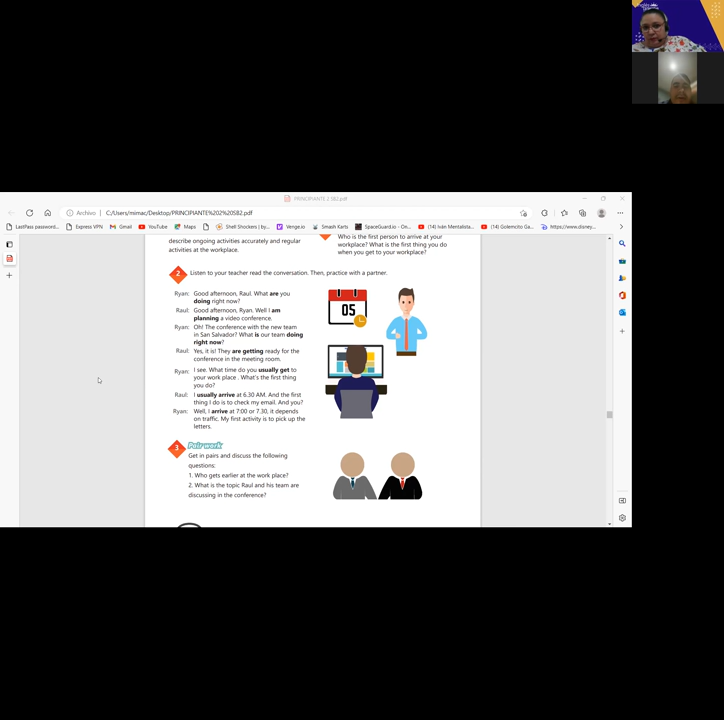 PRINCIPIANTE 2 SB2.pdf
Archivo | C:/Users/mimac/Desktop/PRINCIPIANTE%202%20SB2.pdf
LastPass password... Express VPN Gmail YouTube Maps Shell Shockers | by... Venge.io Smash Karts SpaceGuard.io - On... (14) Iván Mentalista... (14) Golemcito Ga... https://www.disney...
describe ongoing activities accurately and regular
activities at the workplace.
Who is the first person to arrive at your
workplace? What is the first thing you do
when you get to your workplace?
2 Listen to your teacher read the conversation. Then, practice with a partner.
Ryan: Good afternoon, Raul. What are you
doing right now?
Raul: Good afternoon, Ryan. Well I am
planning a video conference.
Ryan: Oh! The conference with the new team
in San Salvador? What is our team doing
right now?
Raul: Yes, it is! They are getting ready for the
conference in the meeting room.
Ryan: I see. What time do you usually get to
your work place . What's the first thing
you do?
Raul: I usually arrive at 6:30 AM. And the first
thing I do is to check my email. And you?
Ryan: Well, I arrive at 7:00 or 7.30, it depends
on traffic. My first activity is to pick up the
letters.
05
3 Pair work
Get in pairs and discuss the following
questions:
1. Who gets earlier at the work place?
2. What is the topic Raul and his team are
discussing in the conference?